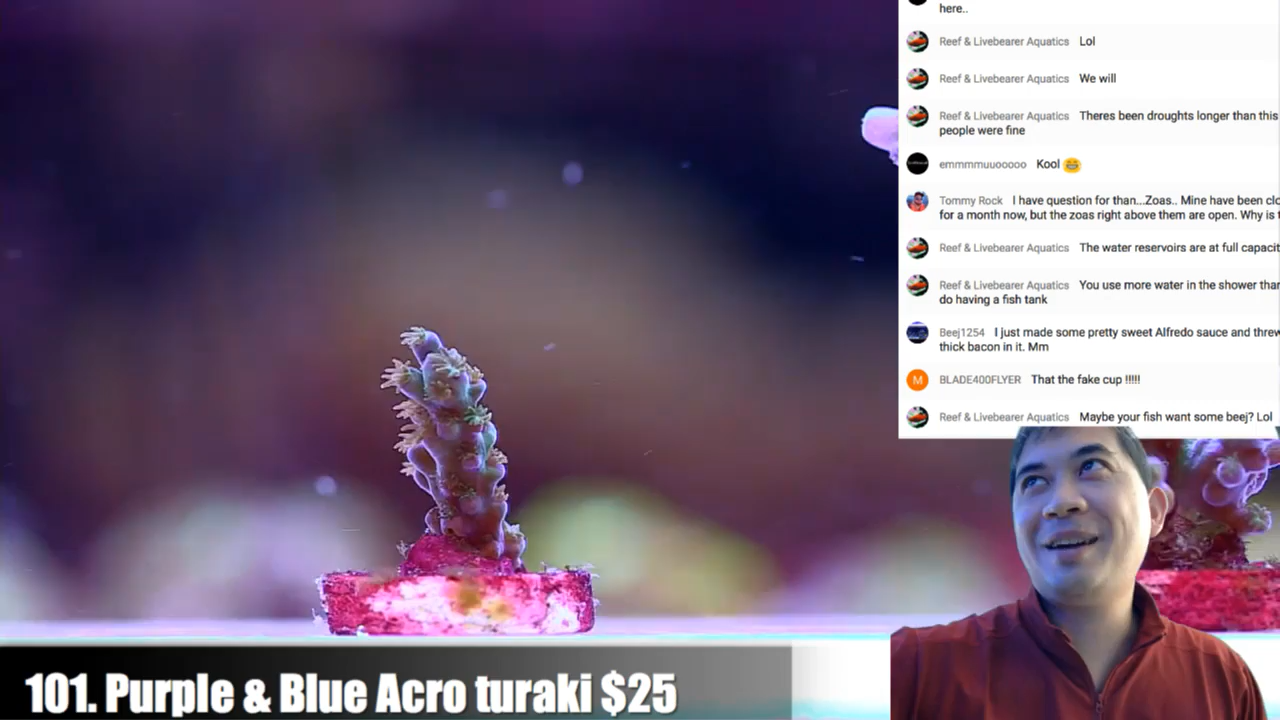 here..
Reef & Livebearer Aquatics Lol
Reef & Livebearer Aquatics We will
Reef & Livebearer Aquatics Theres been droughts longer than this
people were fine
emmmmuuooooo Kool
Tommy Rock I have question for than...Zoas.. Mine have been
for a month now, but the zoas right above them are open. Why is
Reef & Livebearer Aquatics The water reservoirs are at full
Reef & Livebearer Aquatics You use more water in the shower
do having a fish tank
Beej1254 I just made some pretty sweet Alfredo sauce and
thick bacon in it. Mm
M BLADE400FLYER That the fake cup !!!!!
Reef & Livebearer Aquatics Maybe your fish want some beej? Lol
101. Purple & Blue Acro turaki $25